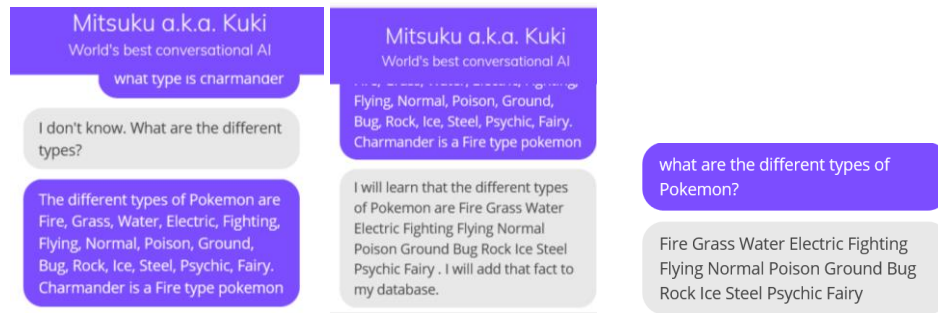 Mitsuku a.k.a. Kuki
World's best conversational AI
what type is charmander
I don't know. What are the different
types?
The different types of Pokemon are
Fire, Grass, Water, Electric, Fighting,
Flying, Normal, Poison, Ground,
Bug, Rock, Ice, Steel, Psychic, Fairy.
Charmander is a Fire type pokemon
Mitsuku a.k.a. Kuki
World's best conversational AI
Fire, Grass, Water, Electric, Fighting,
Flying, Normal, Poison, Ground,
Bug, Rock, Ice, Steel, Psychic, Fairy.
Charmander is a Fire type pokemon
I will learn that the different types
of Pokemon are Fire Grass Water
Electric Fighting Flying Normal
Poison Ground Bug Rock Ice Steel
Psychic Fairy . I will add that fact to
my database.
what are the different types of
Pokemon?
Fire Grass Water Electric Fighting
Flying Normal Poison Ground Bug
Rock Ice Steel Psychic Fairy